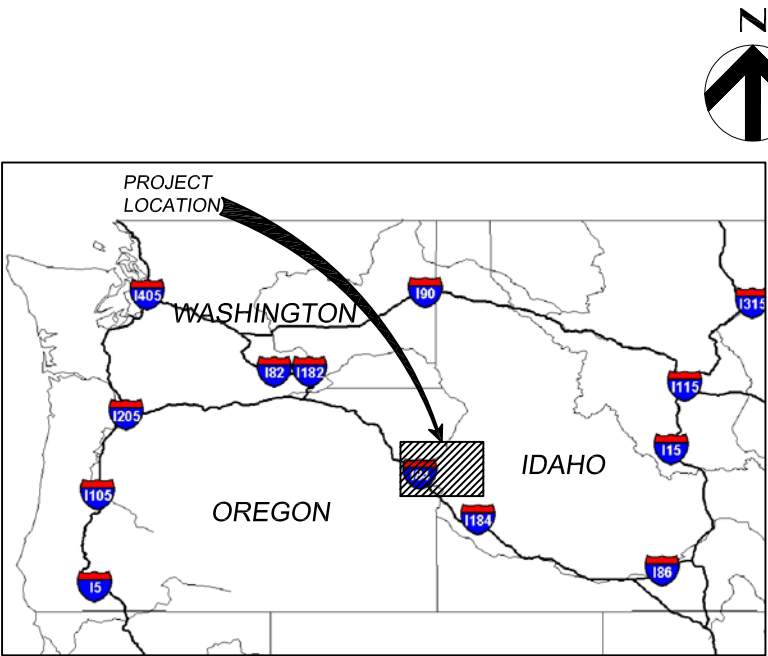 N
PROJECT
LOCATION
I405
WASHINGTON
I90
I315
I82
I182
I115
I205
I15
IDAHO
I105
OREGON
I184
I86
I5